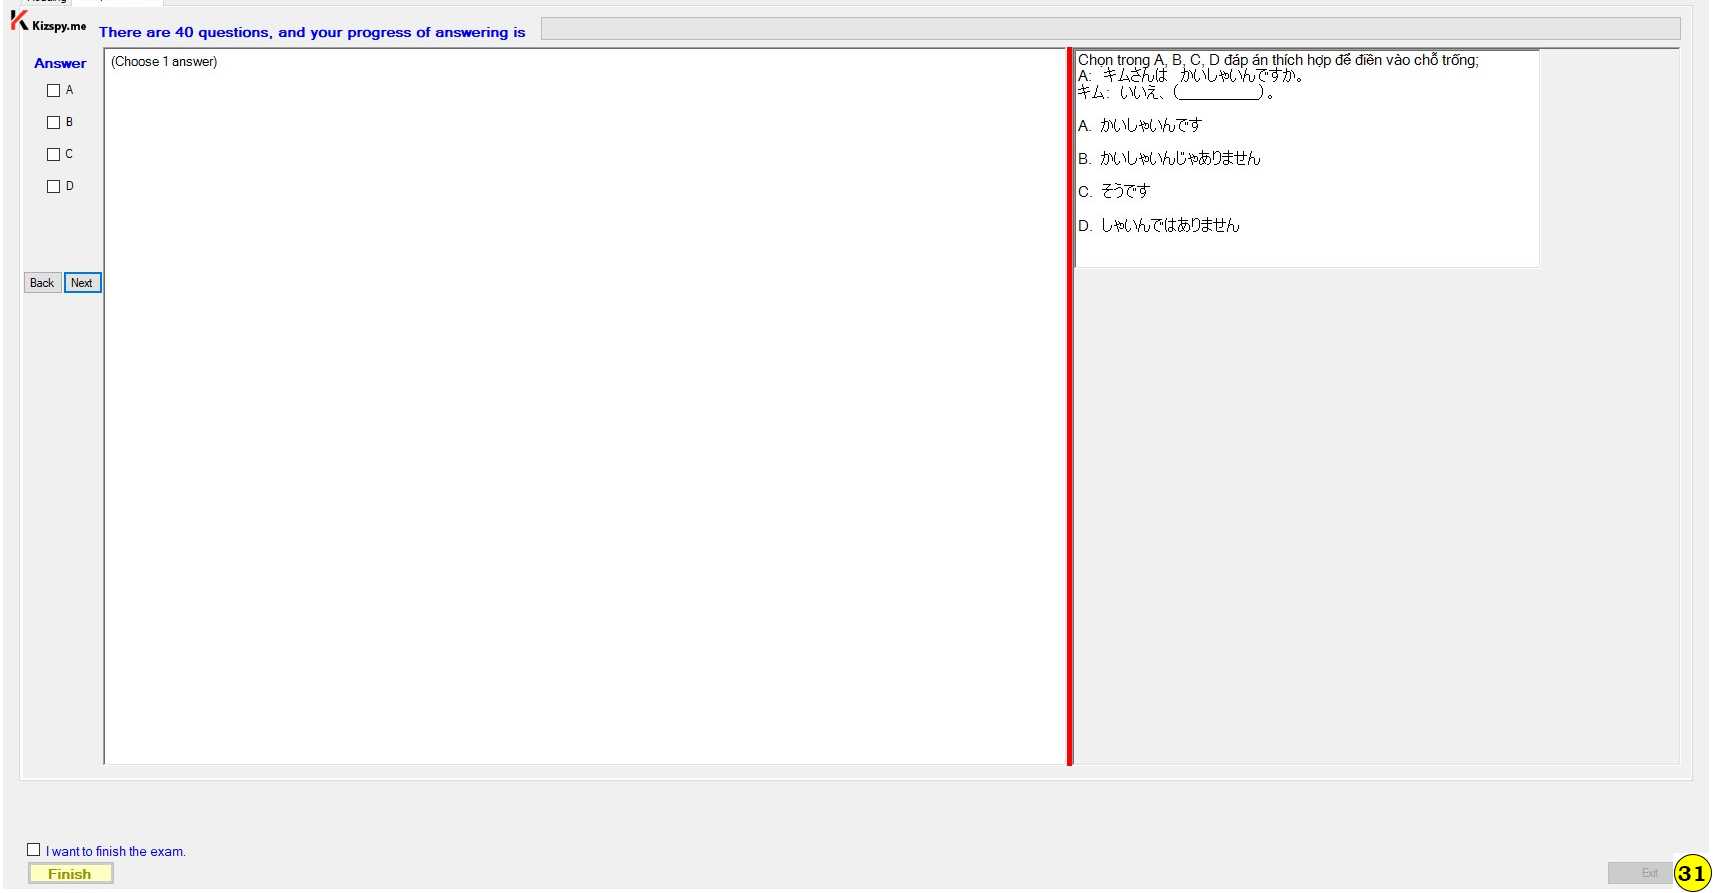 Kizspy.me
There are 40 questions, and your progress of answering is
Answer
A
B
C
D
Back
Next
(Choose 1 answer)
Chọn trong A, B, C, D đáp án thích hợp để điền vào chỗ trống;
A: キムさんは かいしゃいんですか。
キム: いいえ、(__________)。
A. かいしゃいんです
B. かいしゃいんじゃありません
C. そうです
D. しゃいんではありません
I want to finish the exam.
Finish
Exit
31